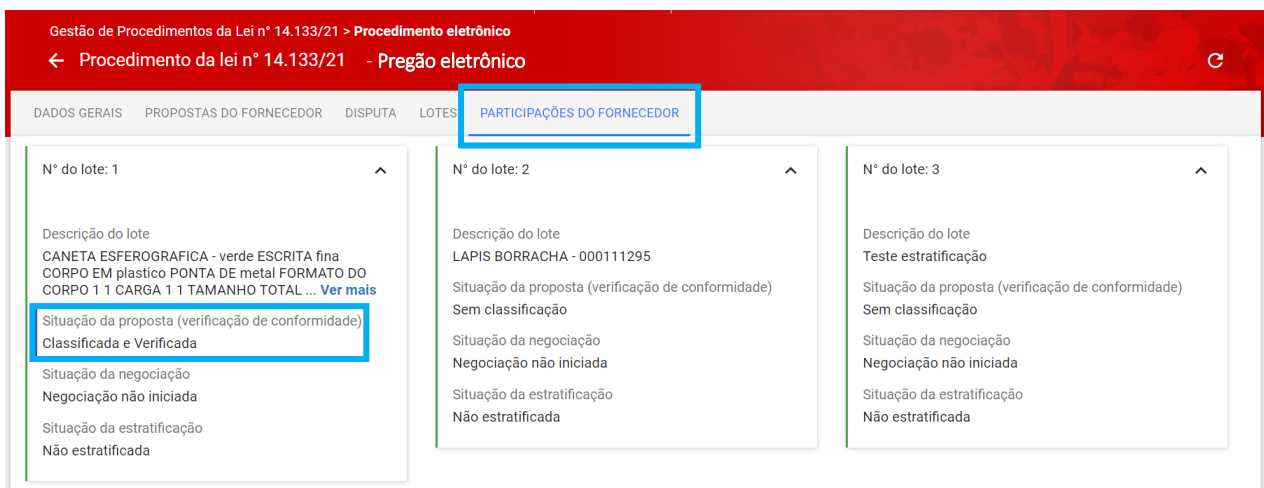 Gestão de Procedimentos da Lei n° 14.133/21 > Procedimento eletrônico
Procedimento da lei n° 14.133/21 - Pregão eletrônico
DADOS GERAIS PROPOSTAS DO FORNECEDOR DISPUTA LOTES PARTICIPAÇÕES DO FORNECEDOR
N° do lote: 1
Descrição do lote
CANETA ESFEROGRAFICA - verde ESCRITA fina
CORPO EM plastico PONTA DE metal FORMATO DO
CORPO 1 1 CARGA 1 1 TAMANHO TOTAL ... Ver mais
Situação da proposta (verificação de conformidade)
Classificada e Verificada
Situação da negociação
Negociação não iniciada
Situação da estratificação
Não estratificada
N° do lote: 2
Descrição do lote
LAPIS BORRACHA - 000111295
Situação da proposta (verificação de conformidade)
Sem classificação
Situação da negociação
Negociação não iniciada
Situação da estratificação
Não estratificada
N° do lote: 3
Descrição do lote
Teste estratificação
Situação da proposta (verificação de conformidade)
Sem classificação
Situação da negociação
Negociação não iniciada
Situação da estratificação
Não estratificada